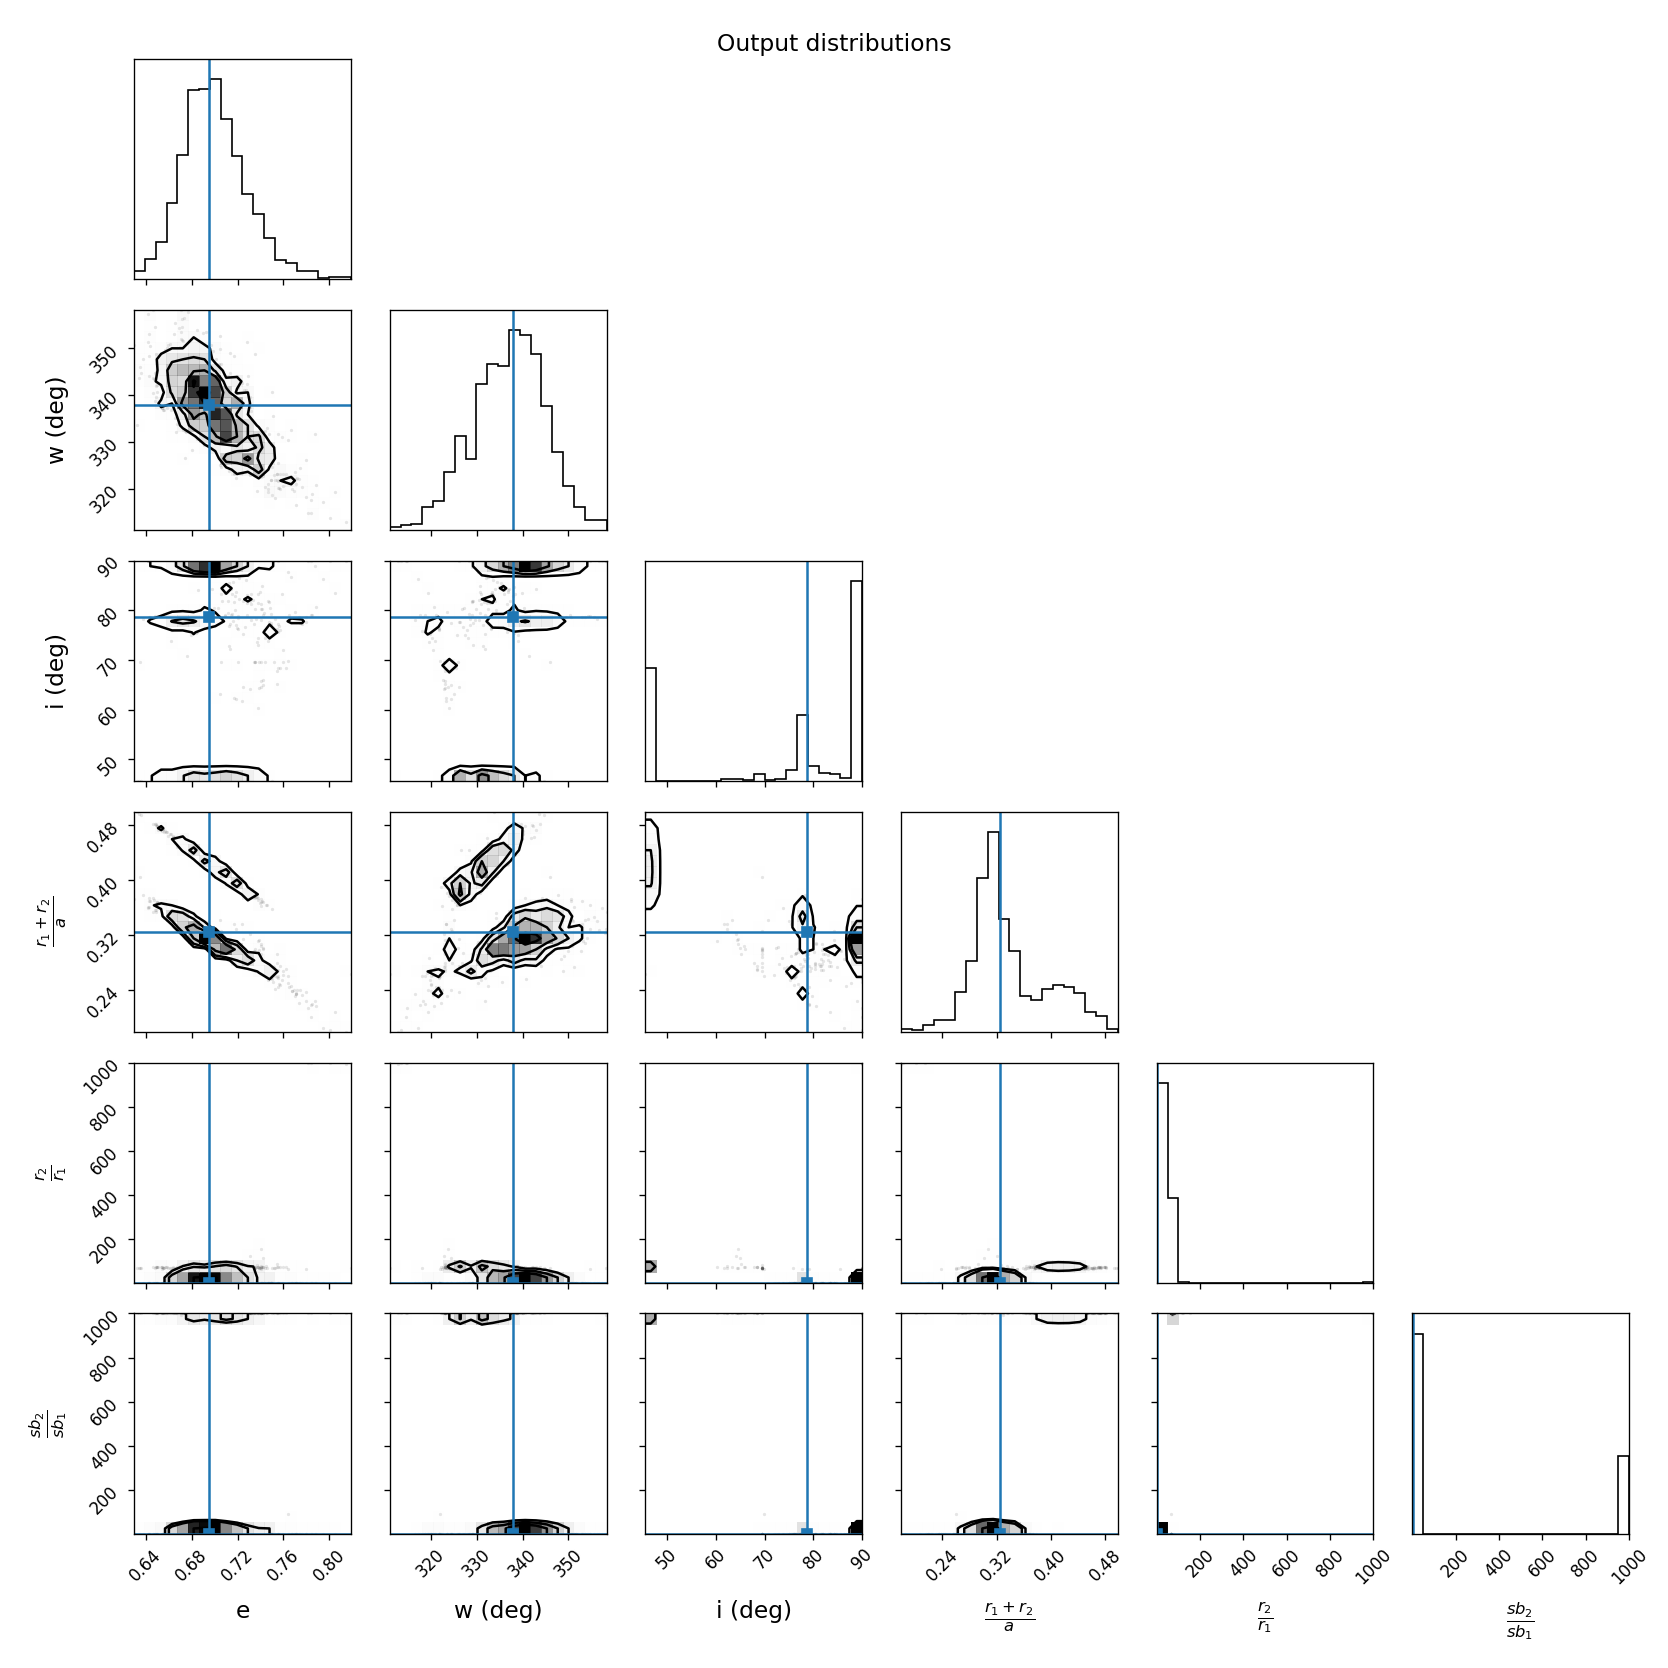 Output distributions
w (deg)
350
340
330
320
i (deg)
90
80
70
60
50
r₁ + r₂
a
0.48
0.40
0.32
0.24
r₂
r₁
1000
800
600
400
200
sb₂
sb₁
1000
800
600
400
200
0.64 0.68 0.72 0.76 0.80 320 330 340 350 50 60 70 80 90 0.24 0.32 0.40 0.48 200 400 600 800 1000 200 400 600 800 1000
e w (deg) i (deg) r₁ + r₂ r₂ sb₂
a r₁ sb₁